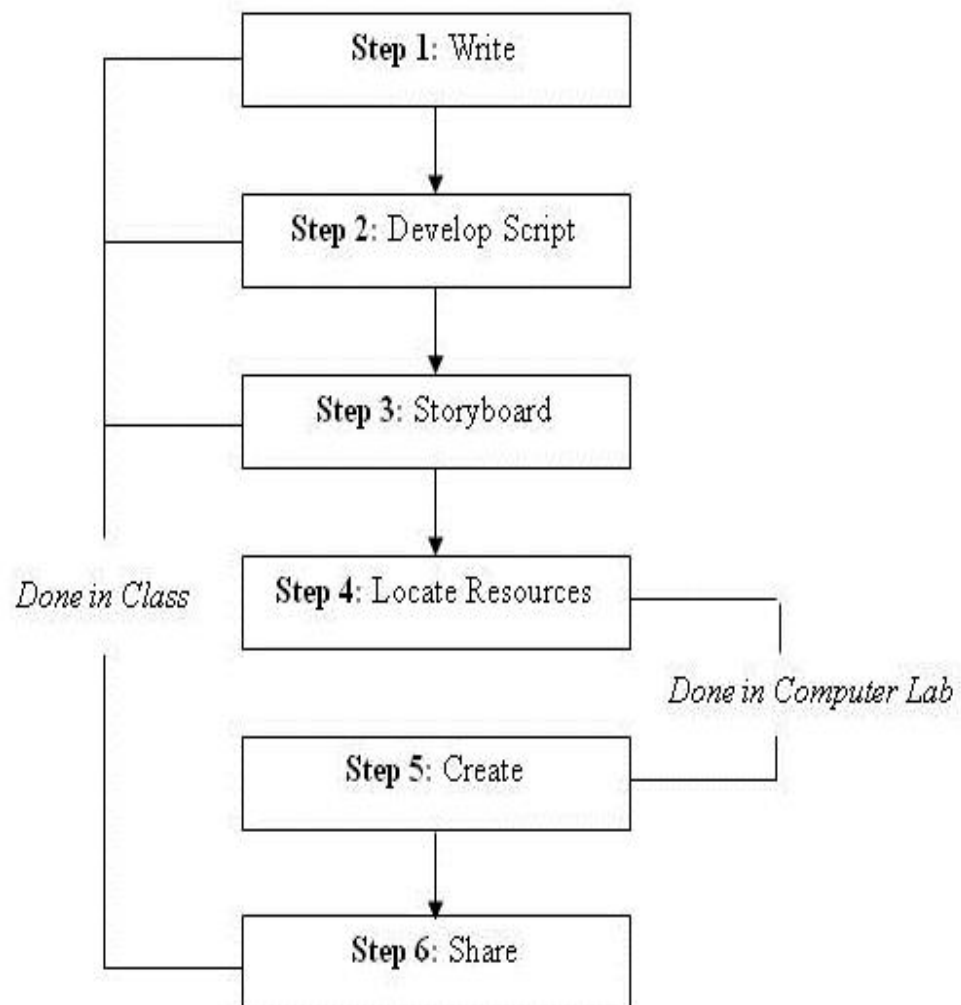 Step 1: Write
Step 2: Develop Script
Step 3: Storyboard
Step 4: Locate Resources
Done in Class
Done in Computer Lab
Step 5: Create
Step 6: Share